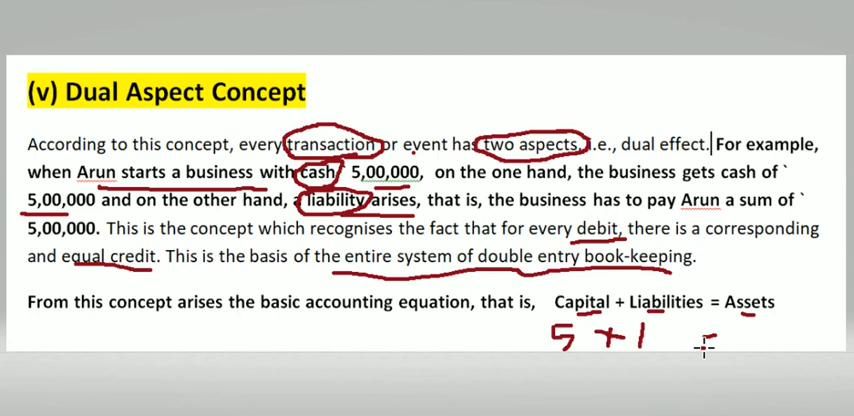 (v) Dual Aspect Concept
According to this concept, every transaction or event has two aspects, i.e., dual effect. For example,
when Arun starts a business with cash ` 5,00,000, on the one hand, the business gets cash of `
5,00,000 and on the other hand, a liability arises, that is, the business has to pay Arun a sum of `
5,00,000. This is the concept which recognises the fact that for every debit, there is a corresponding
and equal credit. This is the basis of the entire system of double entry book-keeping.
From this concept arises the basic accounting equation, that is, Capital + Liabilities = Assets
5 + 1